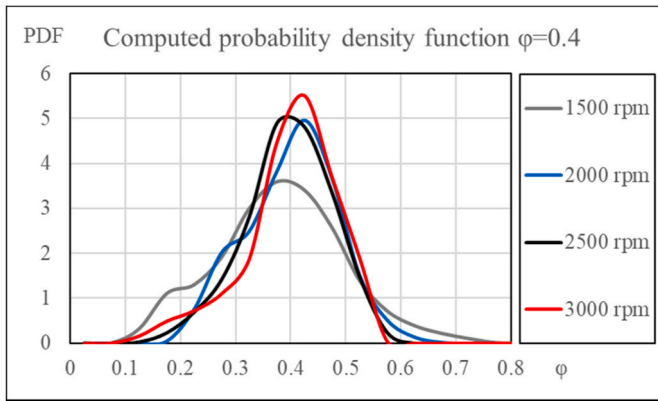 PDF Computed probability density function φ=0.4
6
5
4
3
2
1
0
0 0.1 0.2 0.3 0.4 0.5 0.6 0.7 0.8 φ
1500 rpm
2000 rpm
2500 rpm
3000 rpm